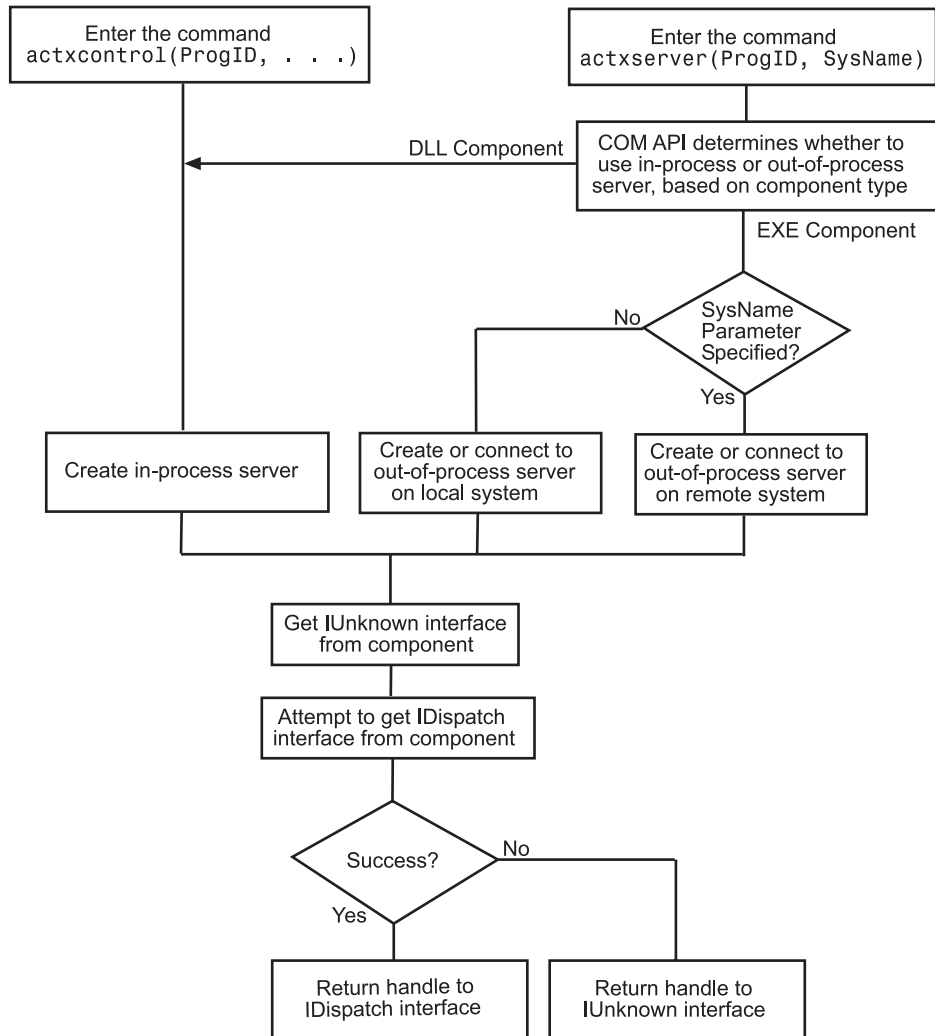 Enter the command
actxcontrol(ProgID, . . .)
Enter the command
actxserver(ProgID, SysName)
DLL Component
COM API determines whether to
use in-process or out-of-process
server, based on component type
EXE Component
No
SysName
Parameter
Specified?
Yes
Create in-process server
Create or connect to
out-of-process server
on local system
Create or connect to
out-of-process server
on remote system
Get IUnknown interface
from component
Attempt to get IDispatch
interface from component
Success?
No
Yes
Return handle to
IDispatch interface
Return handle to
IUnknown interface